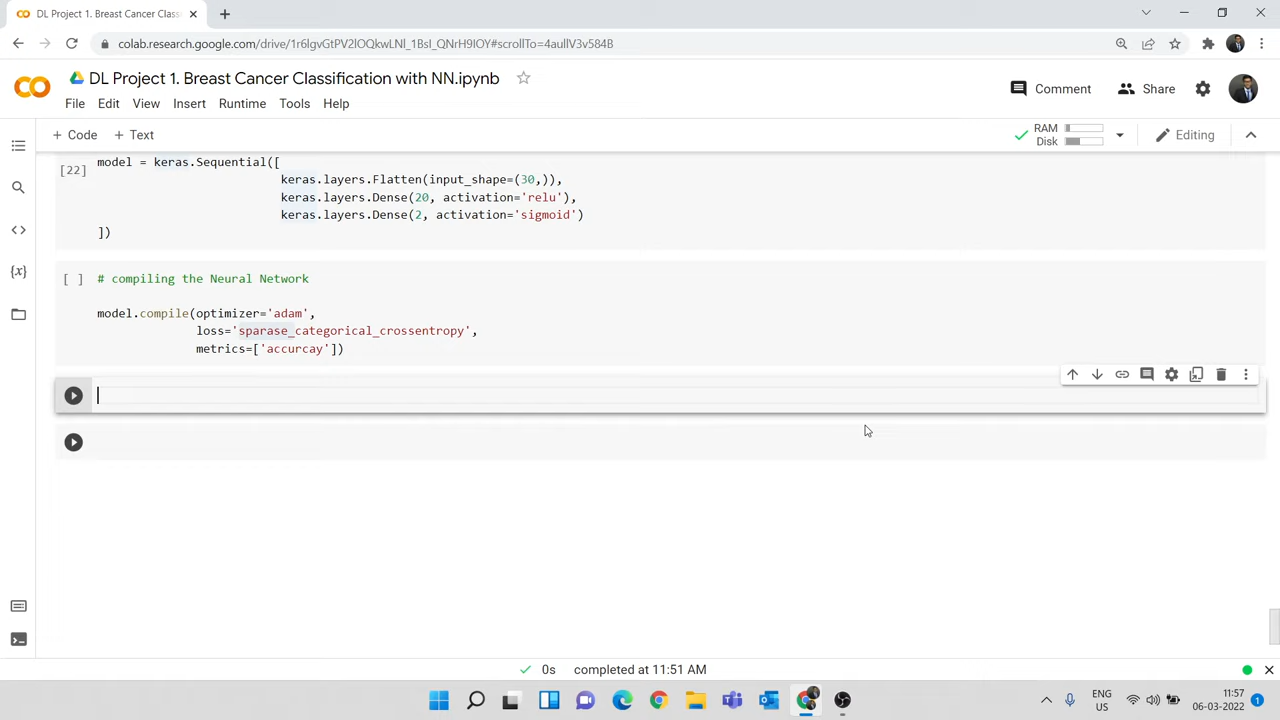 DL Project 1. Breast Cancer Class
colab.research.google.com/drive/1r6lgvGtPV2lOQkwLNl_1BsI_QNrH9IOY#scrollTo=4aullV3v584B
DL Project 1. Breast Cancer Classification with NN.ipynb
Comment
Share
File Edit View Insert Runtime Tools Help
+ Code + Text
RAM
Disk
Editing
[22]
model = keras.Sequential([
keras.layers.Flatten(input_shape=(30,)),
keras.layers.Dense(20, activation='relu'),
keras.layers.Dense(2, activation='sigmoid')
])
[ ] # compiling the Neural Network
model.compile(optimizer='adam',
loss='sparase_categorical_crossentropy',
metrics=['accurcay'])
{x}
0s completed at 11:51 AM
ENG
US
11:57
06-03-2022
1